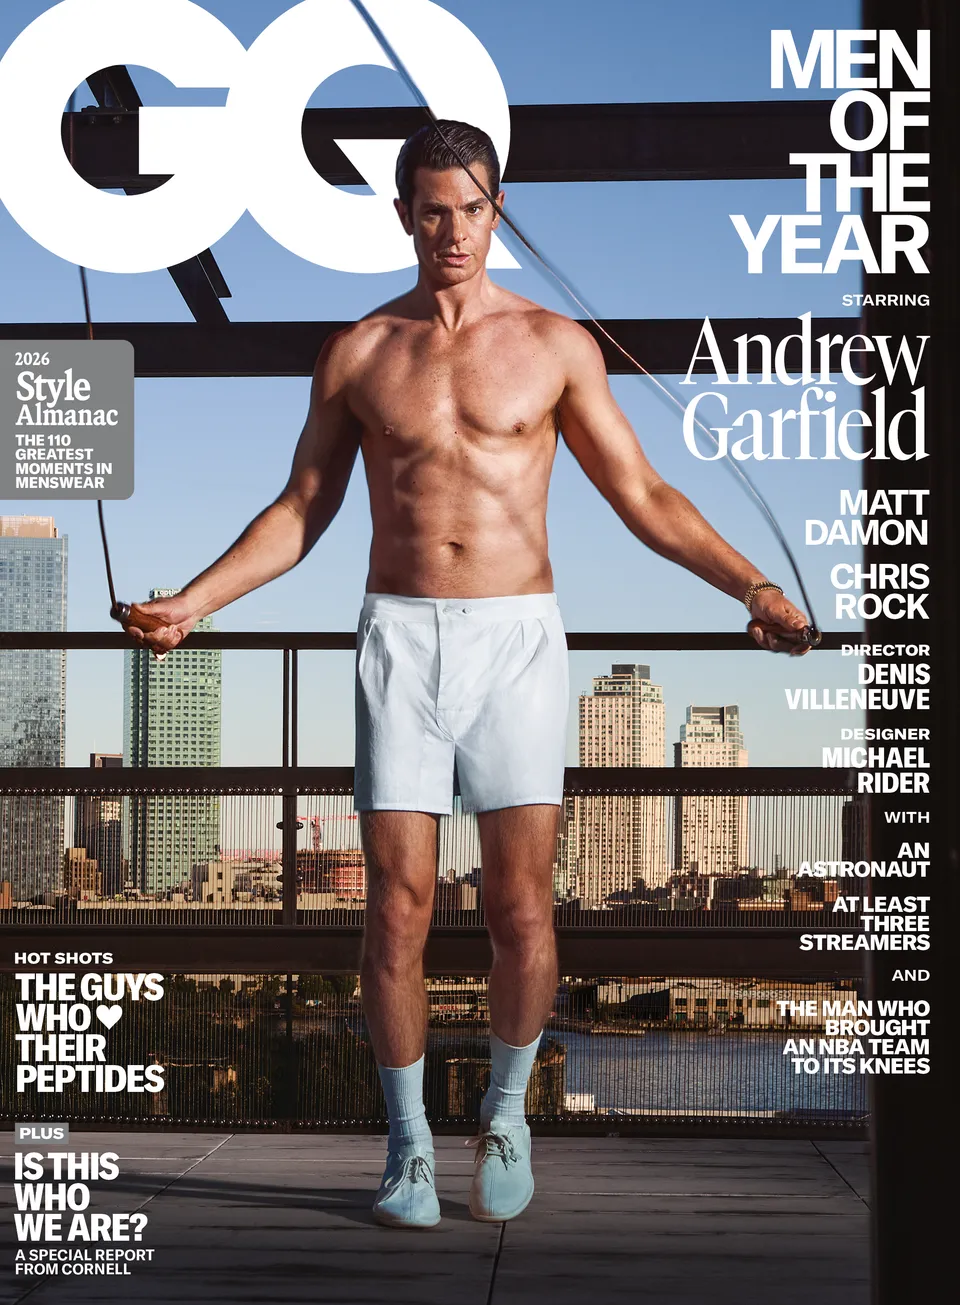 GQ
MEN
OF
THE
YEAR
STARRING
Andrew
Garfield
MATT
DAMON
CHRIS
ROCK
DIRECTOR
DENIS
VILLENEUVE
DESIGNER
MICHAEL
RIDER
WITH
AN
ASTRONAUT
AT LEAST
THREE
STREAMERS
AND
THE MAN WHO
BROUGHT
AN NBA TEAM
TO ITS KNEES
2026
Style
Almanac
THE 110
GREATEST
MOMENTS IN
MENSWEAR
HOT SHOTS
THE GUYS
WHO ♥
THEIR
PEPTIDES
PLUS
IS THIS
WHO
WE ARE?
A SPECIAL REPORT
FROM CORNELL